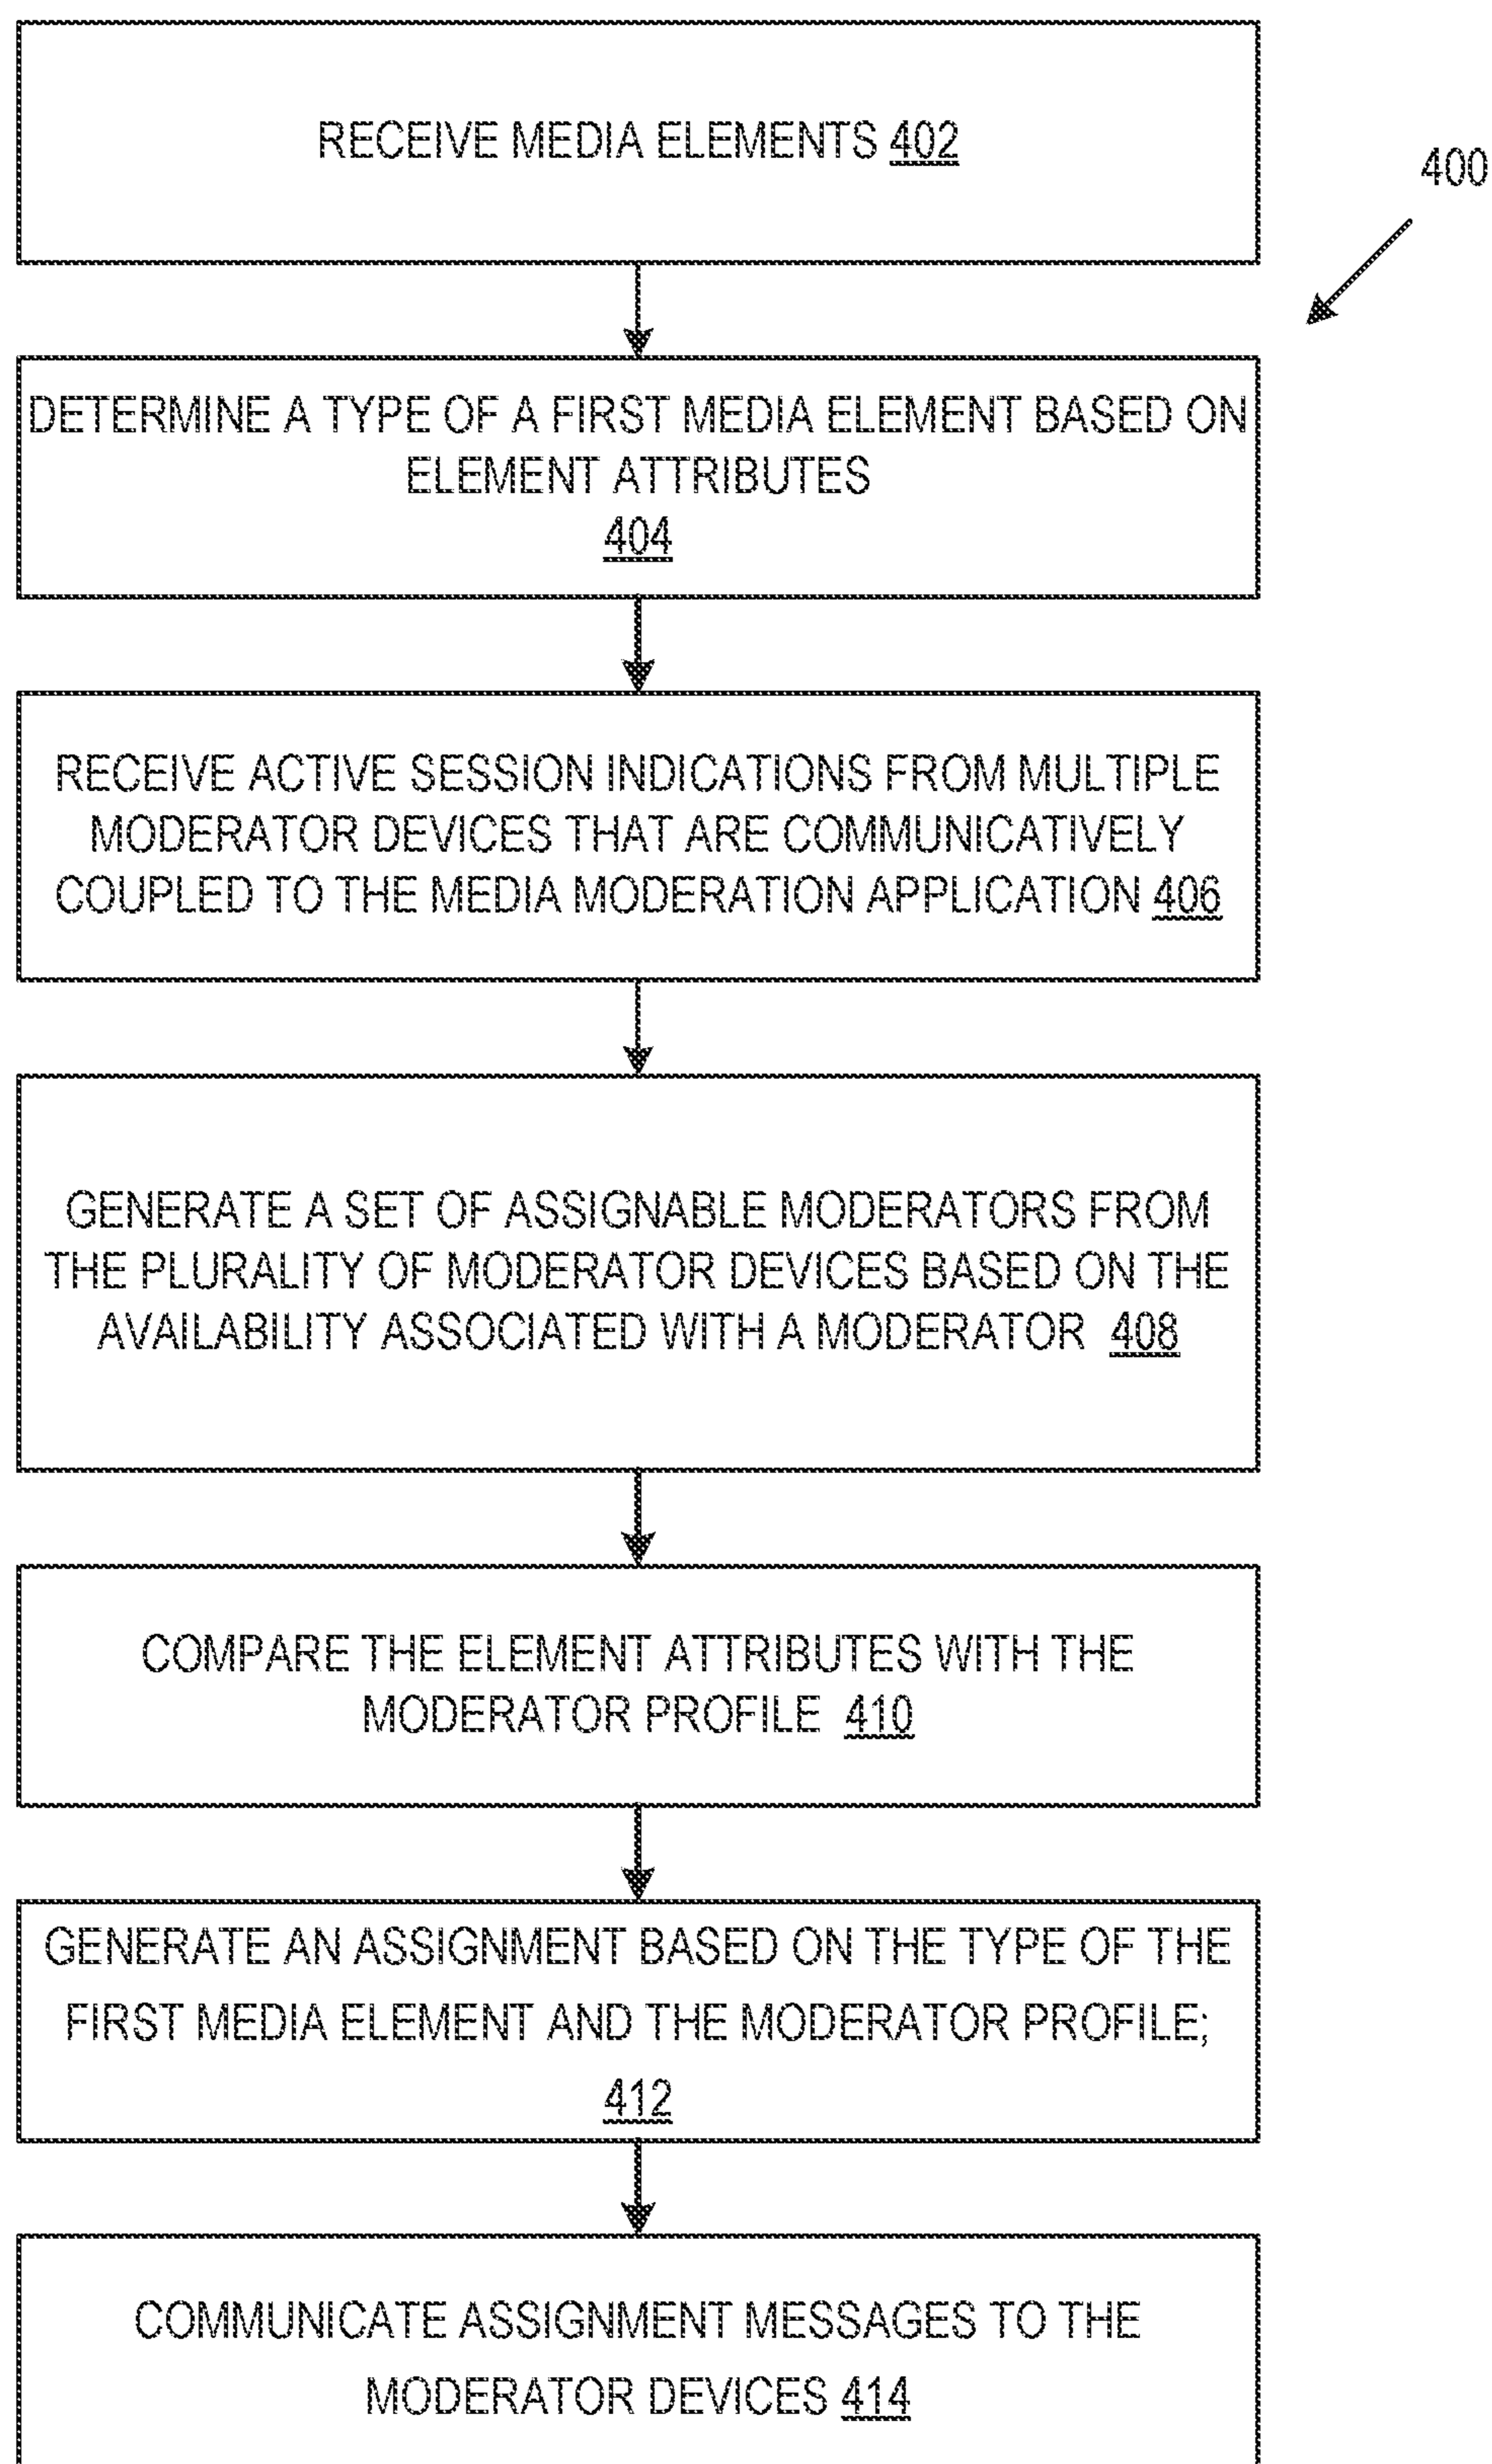 RECEIVE MEDIA ELEMENTS 402
400
DETERMINE A TYPE OF A FIRST MEDIA ELEMENT BASED ON
ELEMENT ATTRIBUTES
404
RECEIVE ACTIVE SESSION INDICATIONS FROM MULTIPLE
MODERATOR DEVICES THAT ARE COMMUNICATIVELY
COUPLED TO THE MEDIA MODERATION APPLICATION 406
GENERATE A SET OF ASSIGNABLE MODERATORS FROM
THE PLURALITY OF MODERATOR DEVICES BASED ON THE
AVAILABILITY ASSOCIATED WITH A MODERATOR 408
COMPARE THE ELEMENT ATTRIBUTES WITH THE
MODERATOR PROFILE 410
GENERATE AN ASSIGNMENT BASED ON THE TYPE OF THE
FIRST MEDIA ELEMENT AND THE MODERATOR PROFILE;
412
COMMUNICATE ASSIGNMENT MESSAGES TO THE
MODERATOR DEVICES 414